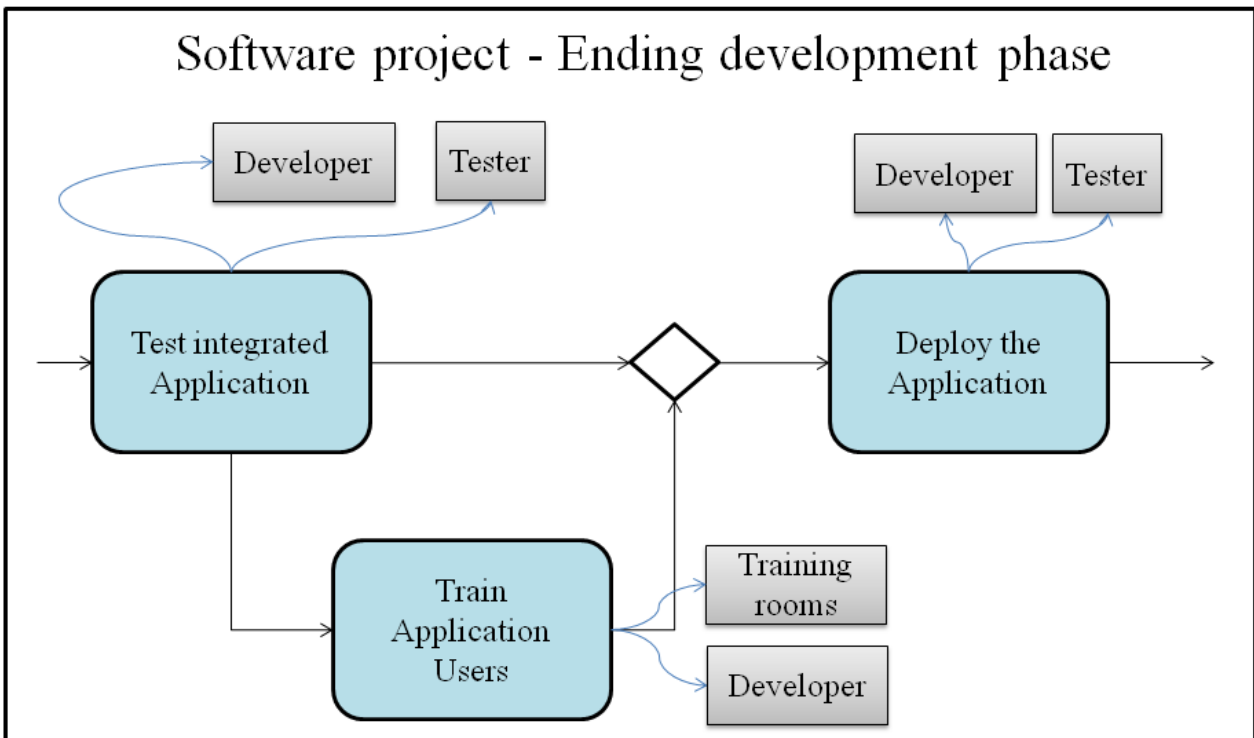 Software project - Ending development phase
Developer
Tester
Developer
Tester
Test integrated
Application
Deploy the
Application
Train
Application
Users
Training
rooms
Developer